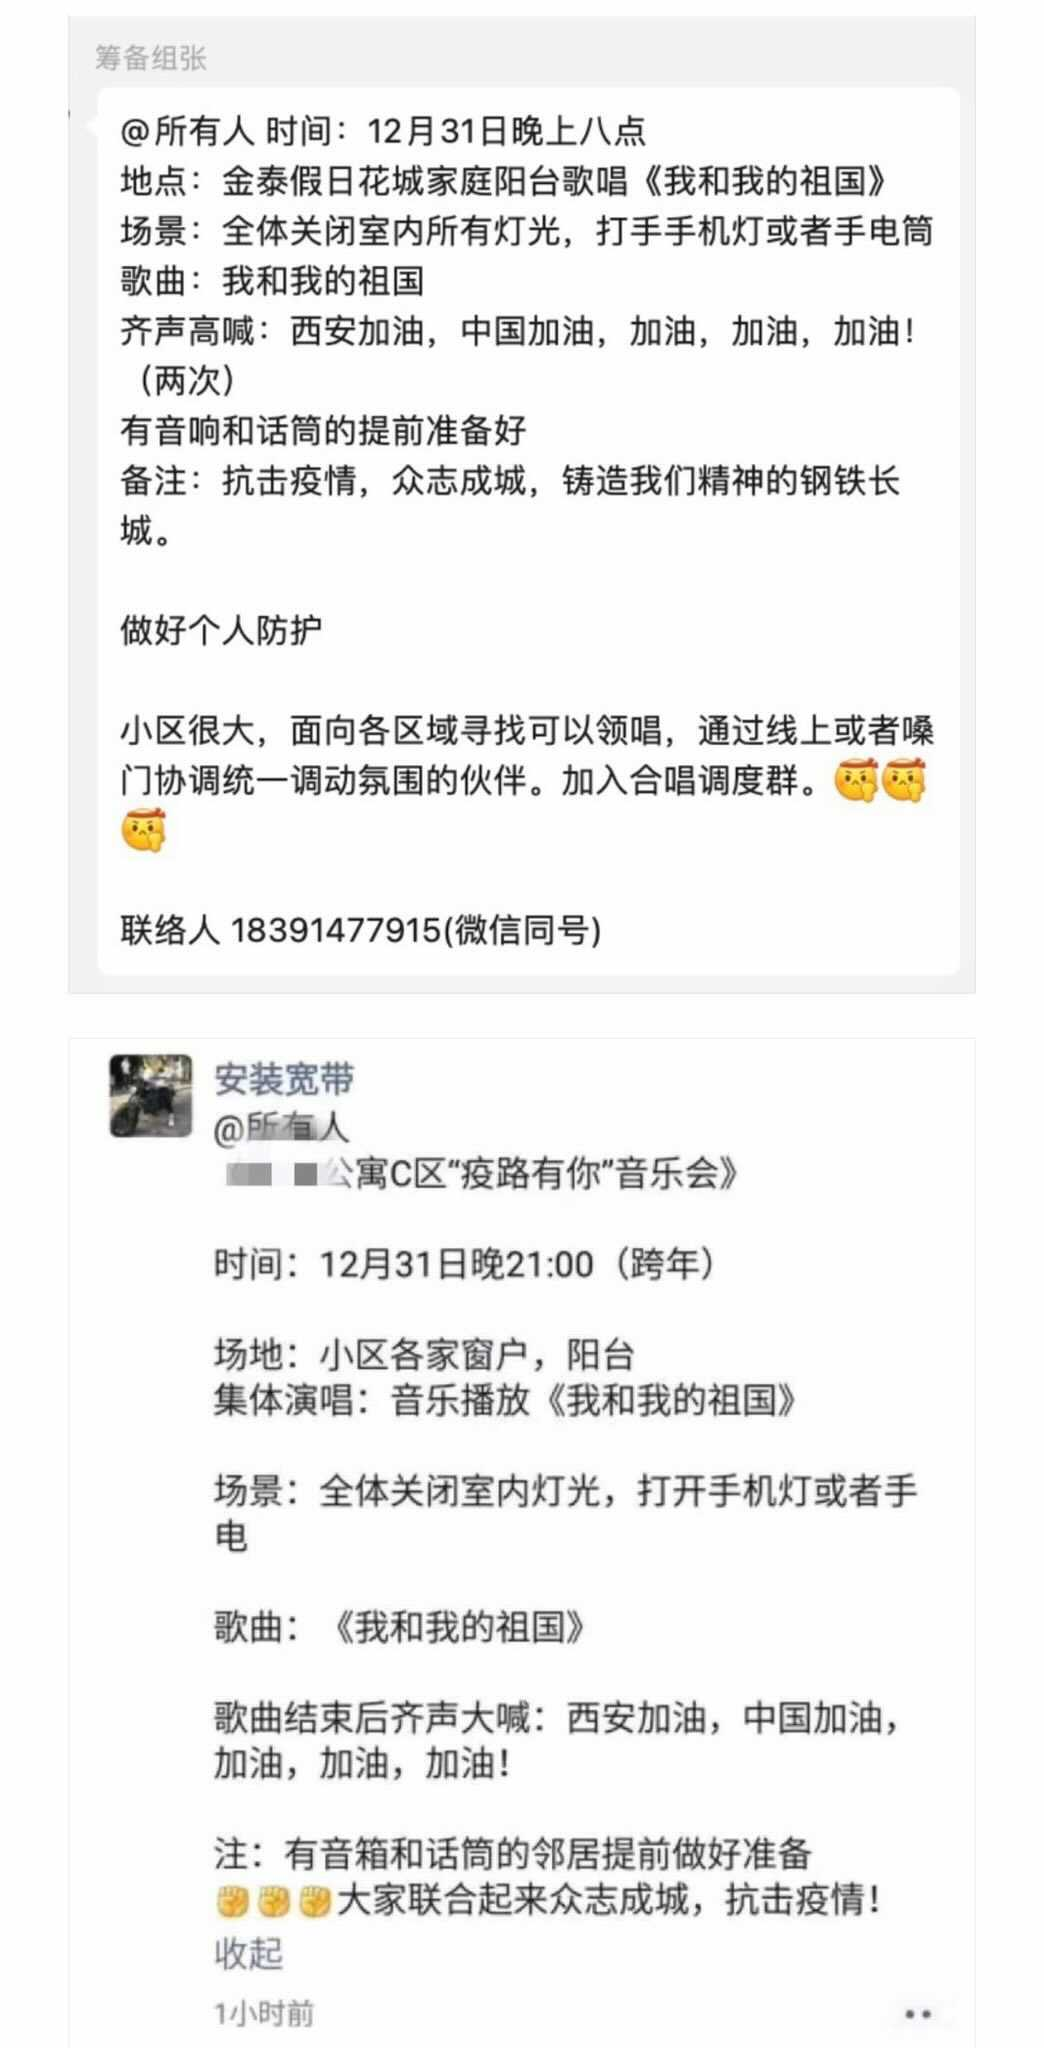 筹备组张
@所有人 时间：12月31日晚上八点
地点：金泰假日花城家庭阳台歌唱《我和我的祖国》
场景：全体关闭室内所有灯光，打手手机灯或者手电筒
歌曲：我和我的祖国
齐声高喊：西安加油，中国加油，加油，加油，加油！
（两次）
有音响和话筒的提前准备好
备注：抗击疫情，众志成城，铸造我们精神的钢铁长
城。
做好个人防护
小区很大，面向各区域寻找可以领唱，通过线上或者嗓
门协调统一调动氛围的伙伴。加入合唱调度群。
联络人 18391477915(微信同号)
安装宽带
@所有人
公寓C区“疫路有你”音乐会》
时间：12月31日晚21:00（跨年）
场地：小区各家窗户，阳台
集体演唱：音乐播放《我和我的祖国》
场景：全体关闭室内灯光，打开手机灯或者手
电
歌曲：《我和我的祖国》
歌曲结束后齐声大喊：西安加油，中国加油，
加油，加油，加油！
注：有音箱和话筒的邻居提前做好准备
✊✊✊大家联合起来众志成城，抗击疫情！
收起
1小时前